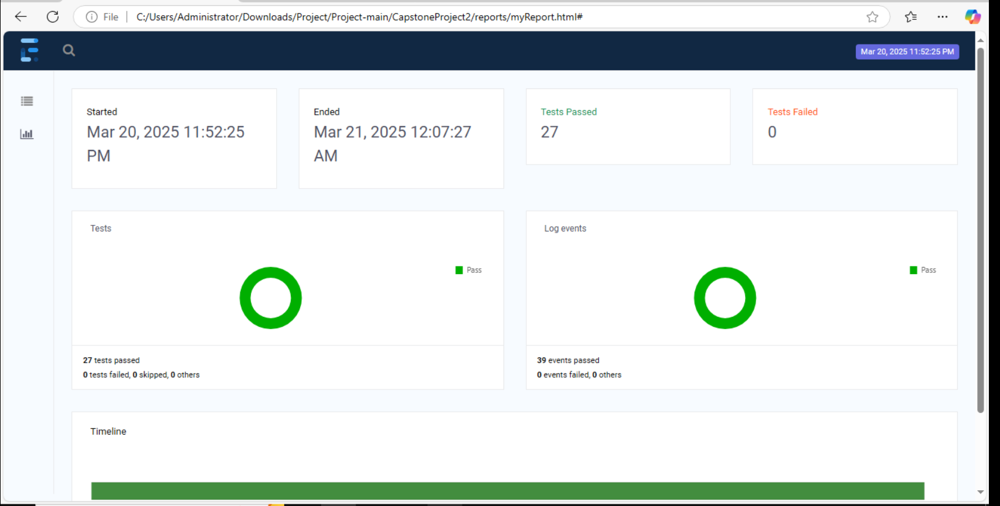 File
C:/Users/Administrator/Downloads/Project/Project-main/CapstoneProject2/reports/myReport.html#
Mar 20, 2025 11:52:25 PM
Started
Mar 20, 2025 11:52:25
PM
Ended
Mar 21, 2025 12:07:27
AM
Tests Passed
27
Tests Failed
0
Tests
Pass
27 tests passed
0 tests failed, 0 skipped, 0 others
Log events
Pass
39 events passed
0 events failed, 0 others
Timeline